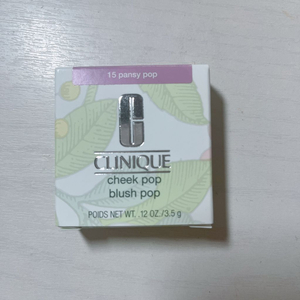 15 pansy pop
CLINIQUE
cheek pop
blush pop
POIDS NET WT. .12 OZ./3.5 g